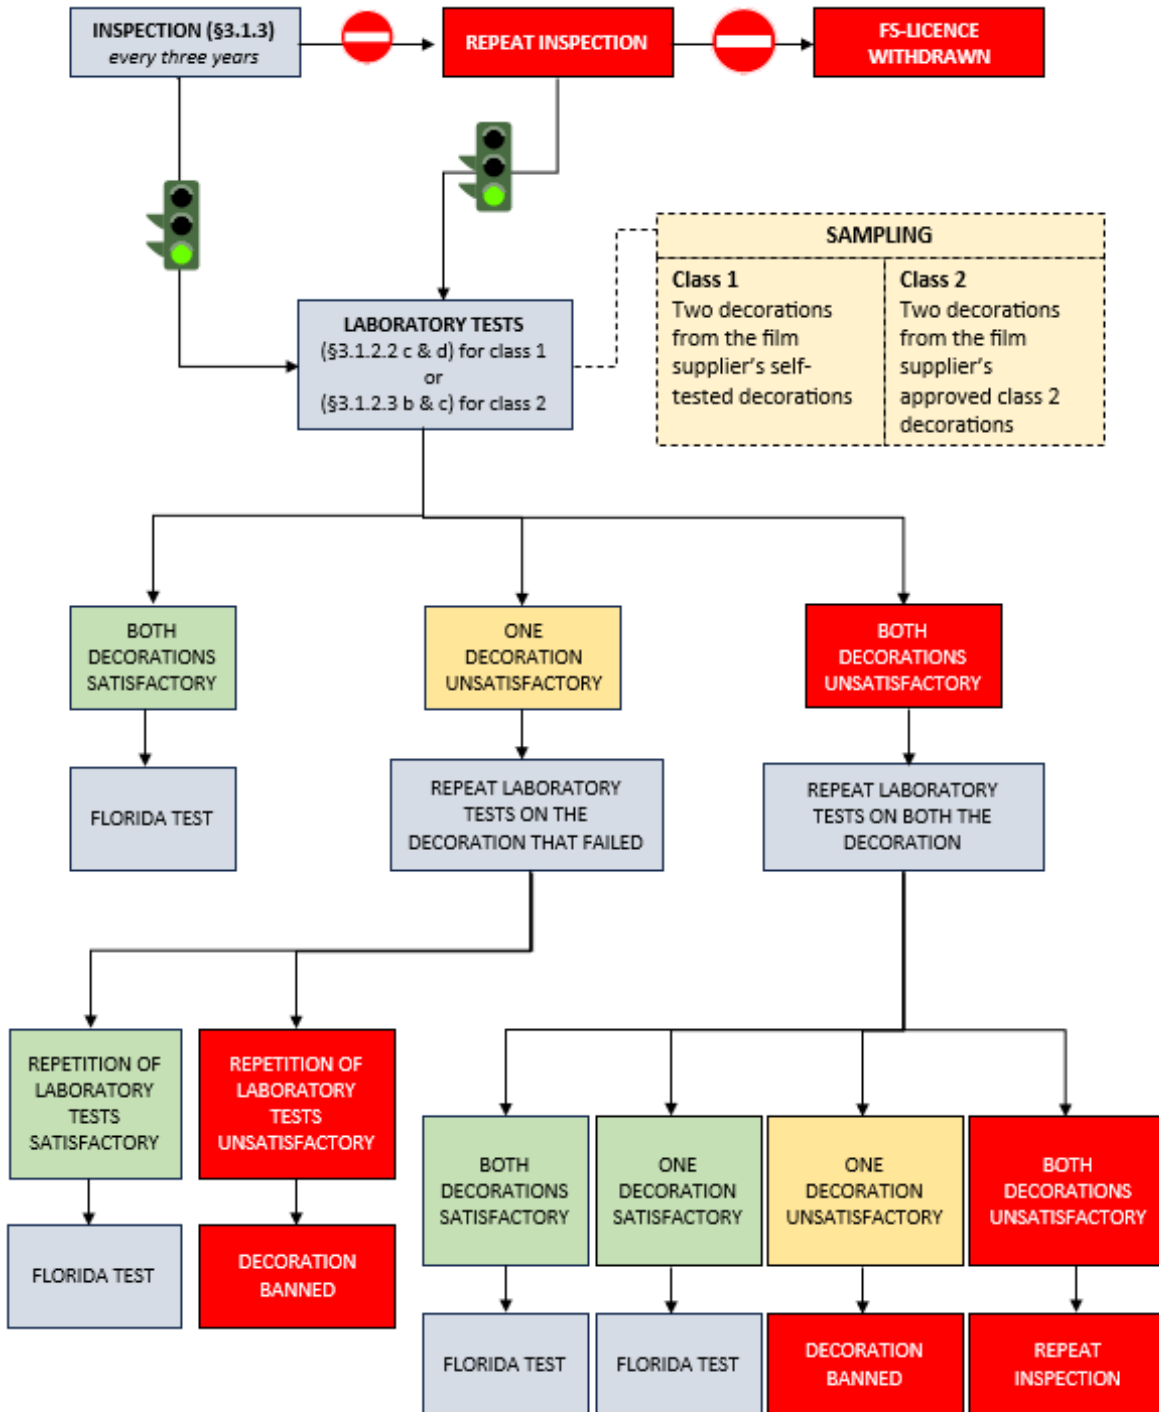 INSPECTION (§3.1.3)
every three years
REPEAT INSPECTION
FS-LICENCE
WITHDRAWN
SAMPLING
Class 1
Two decorations
from the film
supplier's self-
tested decorations
Class 2
Two decorations
from the film
supplier's
approved class 2
decorations
LABORATORY TESTS
(§3.1.2.2 c & d) for class 1
or
(§3.1.2.3 b & c) for class 2
BOTH
DECORATIONS
SATISFACTORY
ONE
DECORATION
UNSATISFACTORY
BOTH
DECORATIONS
UNSATISFACTORY
FLORIDA TEST
REPEAT LABORATORY
TESTS ON THE
DECORATION THAT FAILED
REPEAT LABORATORY
TESTS ON BOTH THE
DECORATION
REPETITION OF
LABORATORY
TESTS
SATISFACTORY
REPETITION OF
LABORATORY
TESTS
UNSATISFACTORY
BOTH
DECORATIONS
SATISFACTORY
ONE
DECORATION
SATISFACTORY
ONE
DECORATION
UNSATISFACTORY
BOTH
DECORATIONS
UNSATISFACTORY
FLORIDA TEST
DECORATION
BANNED
FLORIDA TEST
FLORIDA TEST
DECORATION
BANNED
REPEAT
INSPECTION